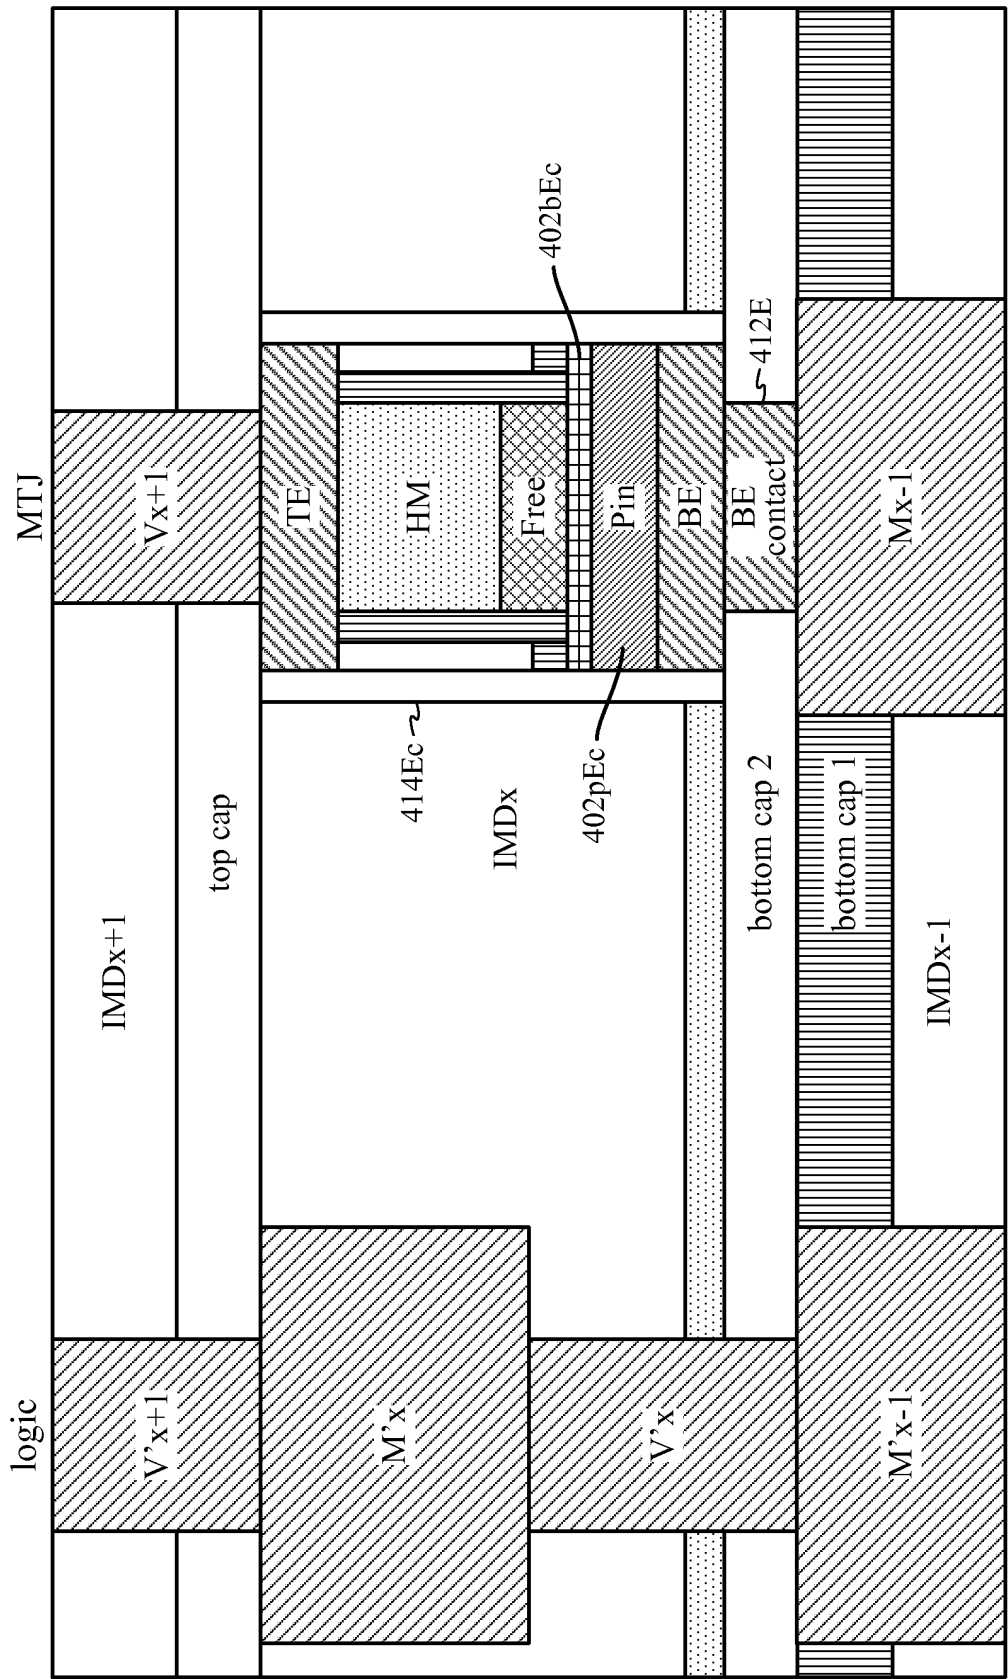 logic
MTJ
V'x+1
IMDx+1
Vx+1
top cap
M'x
IMDx
TE
HM
Free
Pin
BE
414Ec
402pEc
402bEc
V'x
bottom cap 2
BE
contact
412E
M'x-1
bottom cap 1
IMDx-1
Mx-1